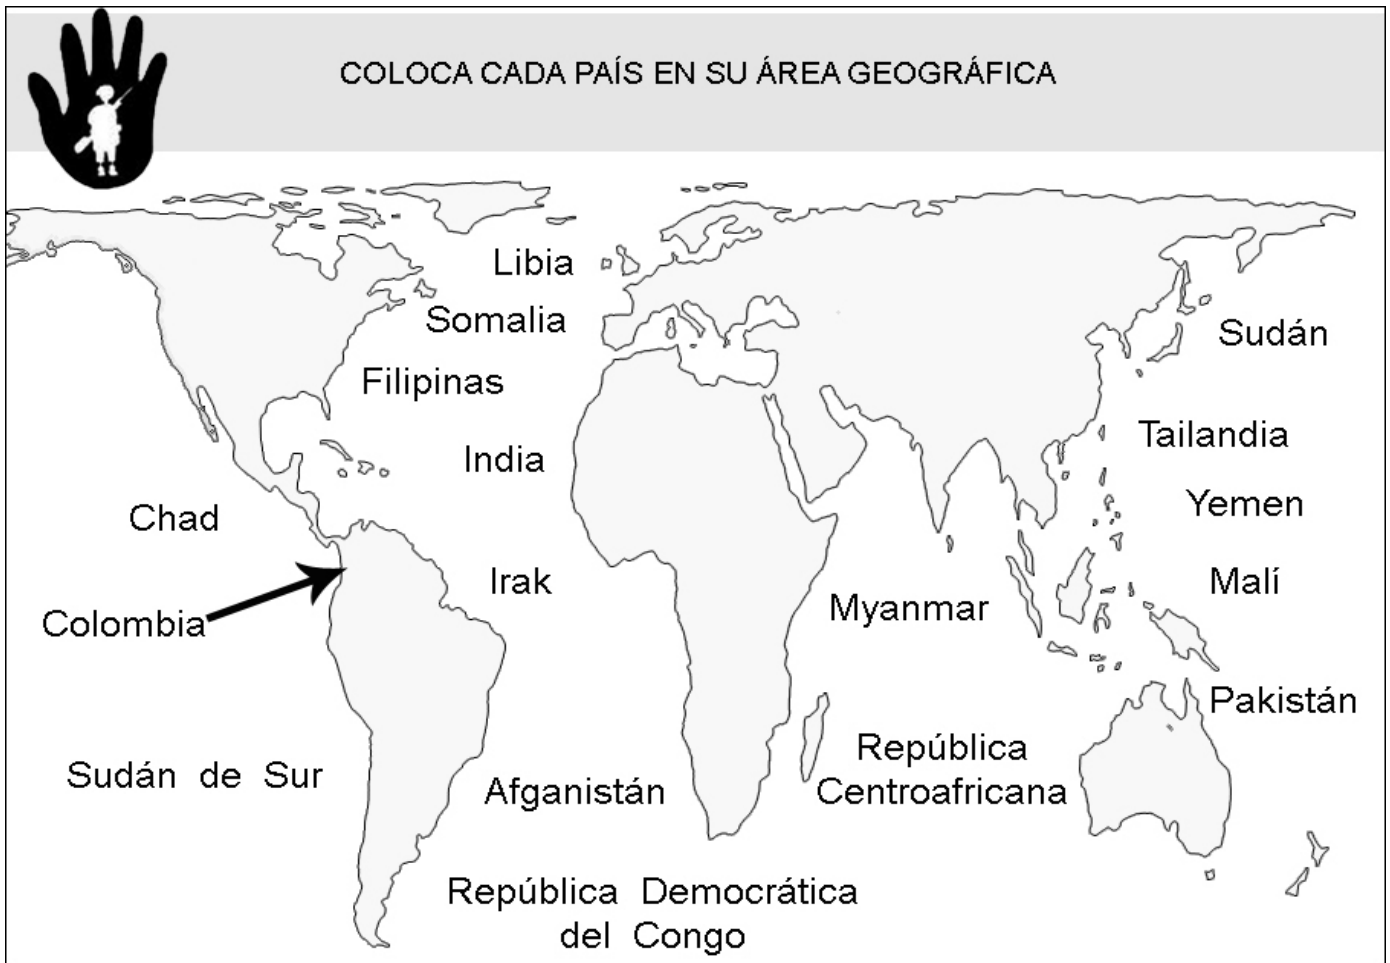 COLOCA CADA PAÍS EN SU ÁREA GEOGRÁFICA
Libia
Somalia
Sudán
Filipinas
Tailandia
India
Yemen
Chad
Irak
Malí
Myanmar
Colombia
Pakistán
República
Centroafricana
Sudán de Sur
Afganistán
República Democrática
del Congo